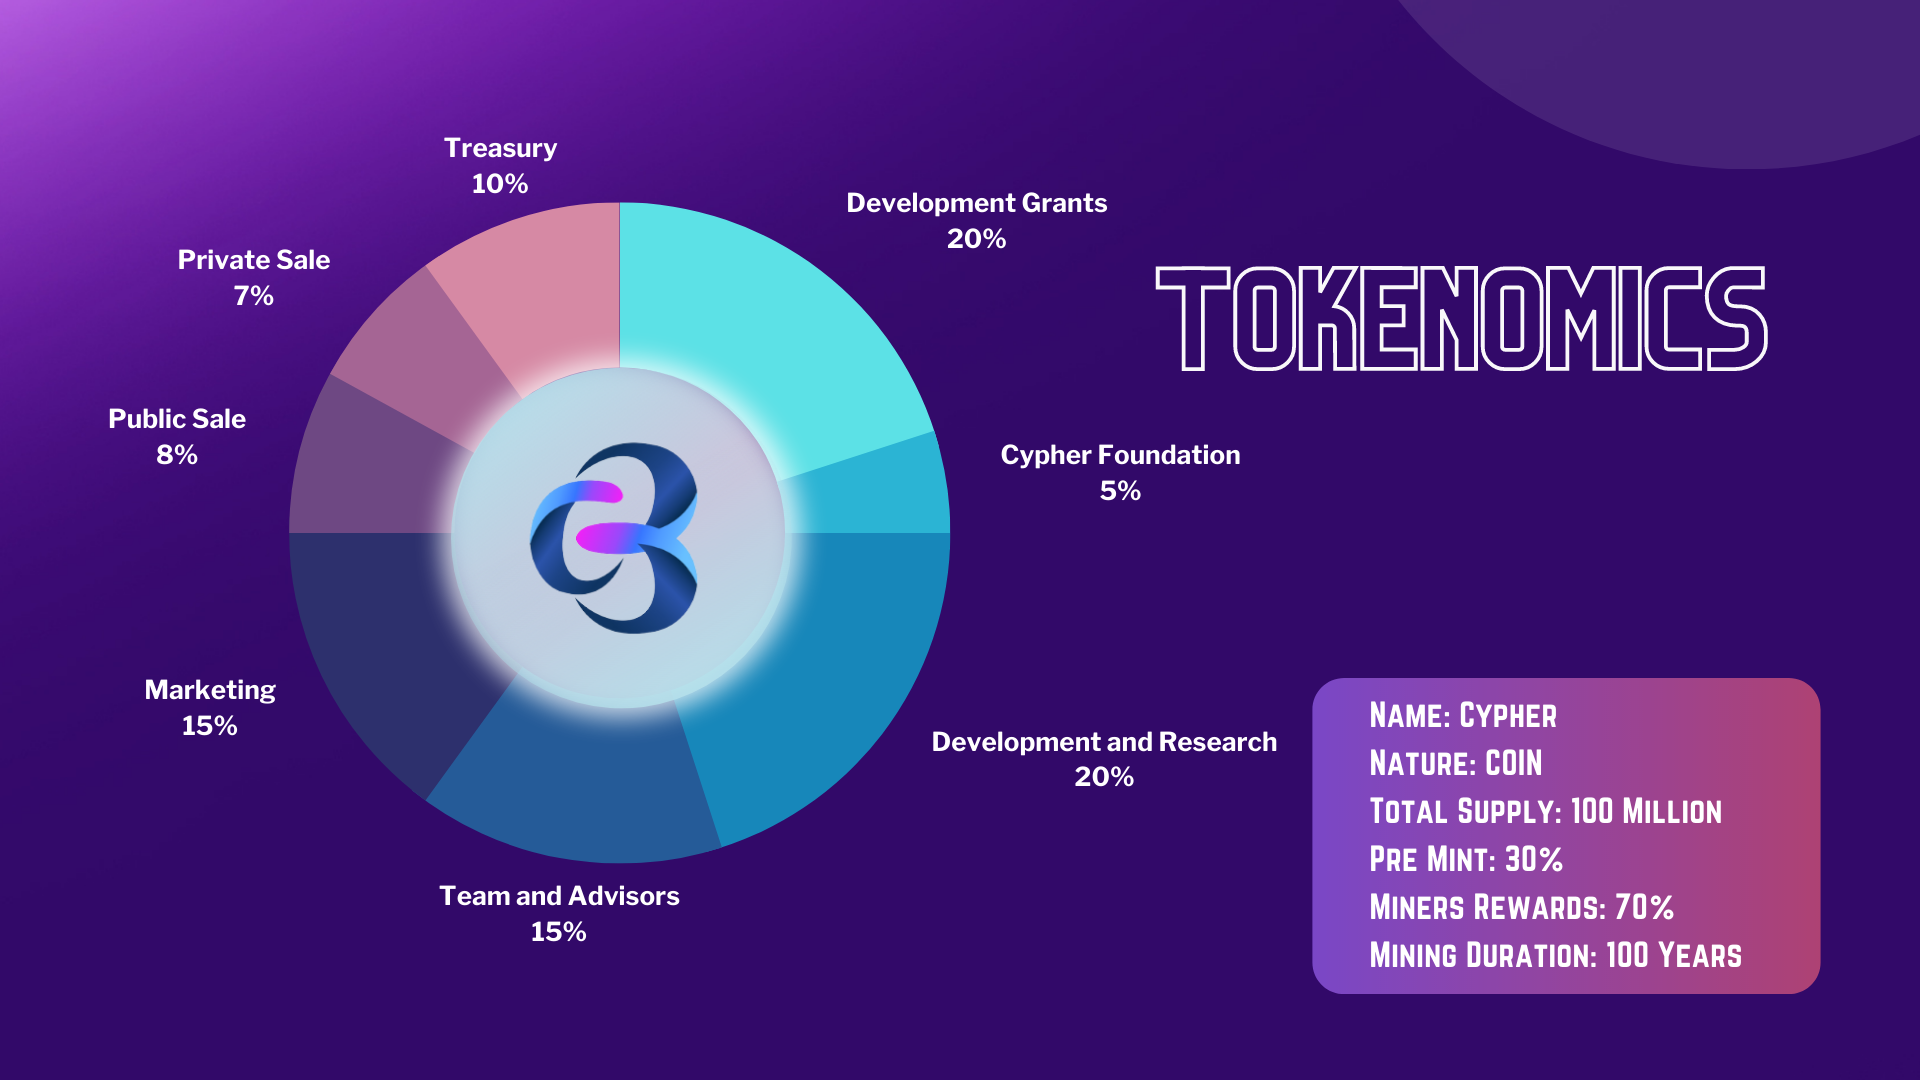 TOKENOMICS
Treasury
10%
Development Grants
20%
Private Sale
7%
Public Sale
8%
Cypher Foundation
5%
Marketing
15%
Development and Research
20%
Team and Advisors
15%
Name: Cypher
Nature: COIN
Total Supply: 100 Million
Pre Mint: 30%
Miners Rewards: 70%
Mining Duration: 100 Years